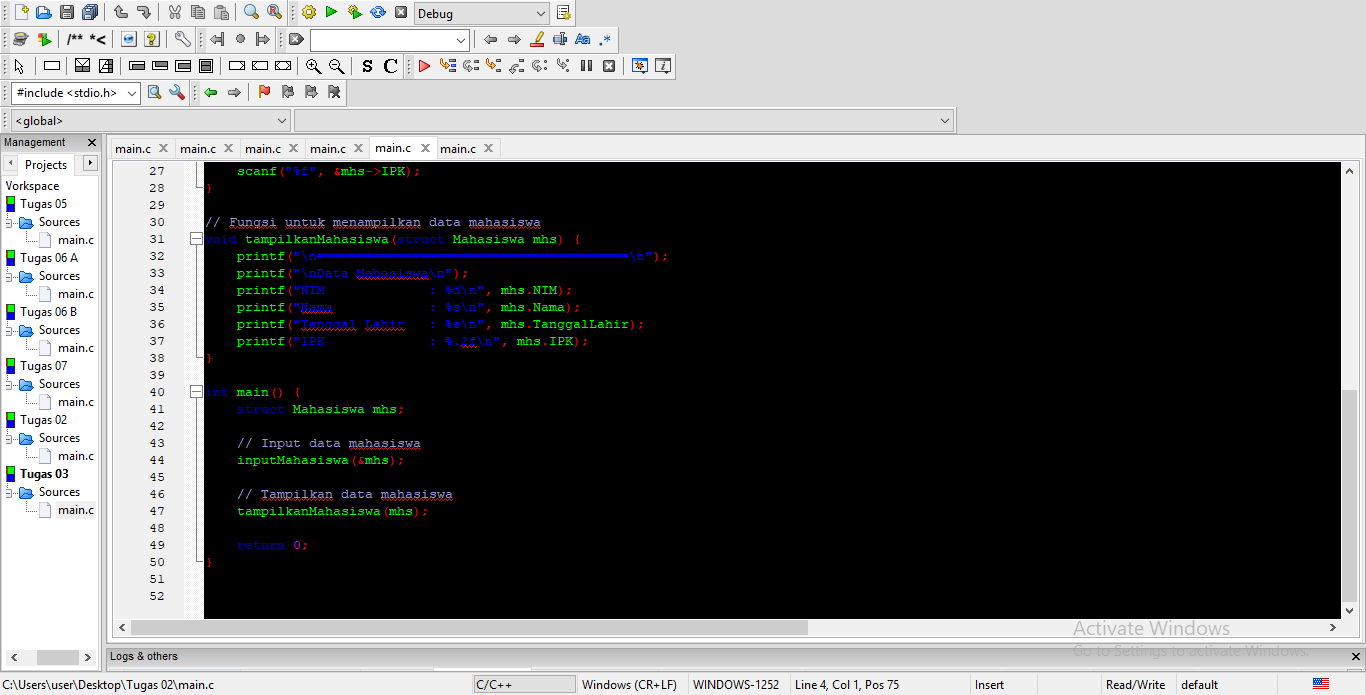 Debug
/** *<
Aa .*
S C
#include <stdio.h>
<global>
Management
Projects
Workspace
Tugas 05
Sources
main.c
Tugas 06 A
Sources
main.c
Tugas 06 B
Sources
main.c
Tugas 07
Sources
main.c
Tugas 02
Sources
main.c
Tugas 03
Sources
main.c
main.c main.c main.c main.c main.c main.c
27 scanf("%f", &mhs->IPK);
28 }
29
30 // Fungsi untuk menampilkan data mahasiswa
31 void tampilkanMahasiswa(struct Mahasiswa mhs) {
32 printf("\n=======================================\n");
33 printf("\nData Mahasiswa\n");
34 printf("NIM : %d\n", mhs.NIM);
35 printf("Nama : %s\n", mhs.Nama);
36 printf("Tanggal Lahir : %s\n", mhs.TanggalLahir);
37 printf("IPK : %.2f\n", mhs.IPK);
38 }
39
40 int main() {
41 struct Mahasiswa mhs;
42
43 // Input data mahasiswa
44 inputMahasiswa(&mhs);
45
46 // Tampilkan data mahasiswa
47 tampilkanMahasiswa(mhs);
48
49 return 0;
50 }
51
52
Activate Windows
Go to Settings to activate Windows.
Logs & others
C:\Users\user\Desktop\Tugas 02\main.c C/C++ Windows (CR+LF) WINDOWS-1252 Line 4, Col 1, Pos 75 Insert Read/Write default